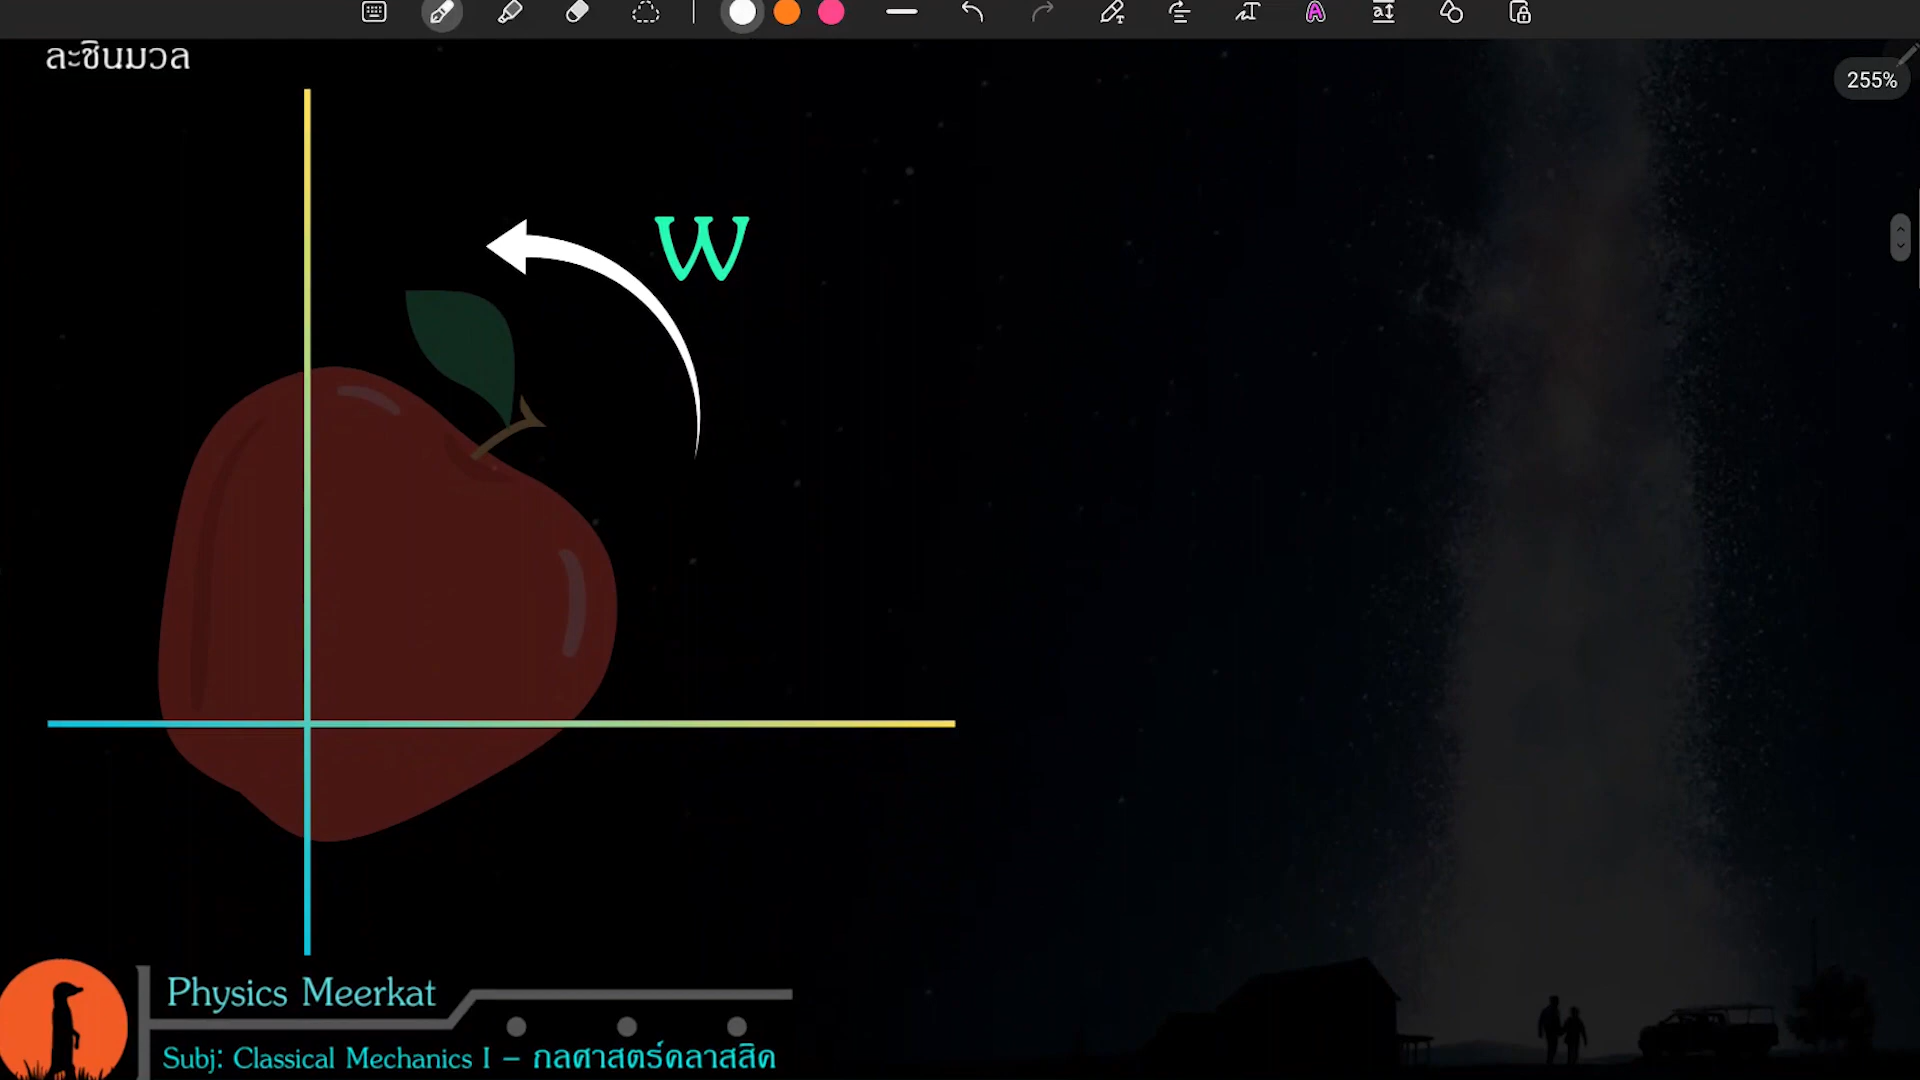 ละชิ้นมวล
255%
W
Physics Meerkat
Subj: Classical Mechanics I – กลศาสตร์คลาสสิค